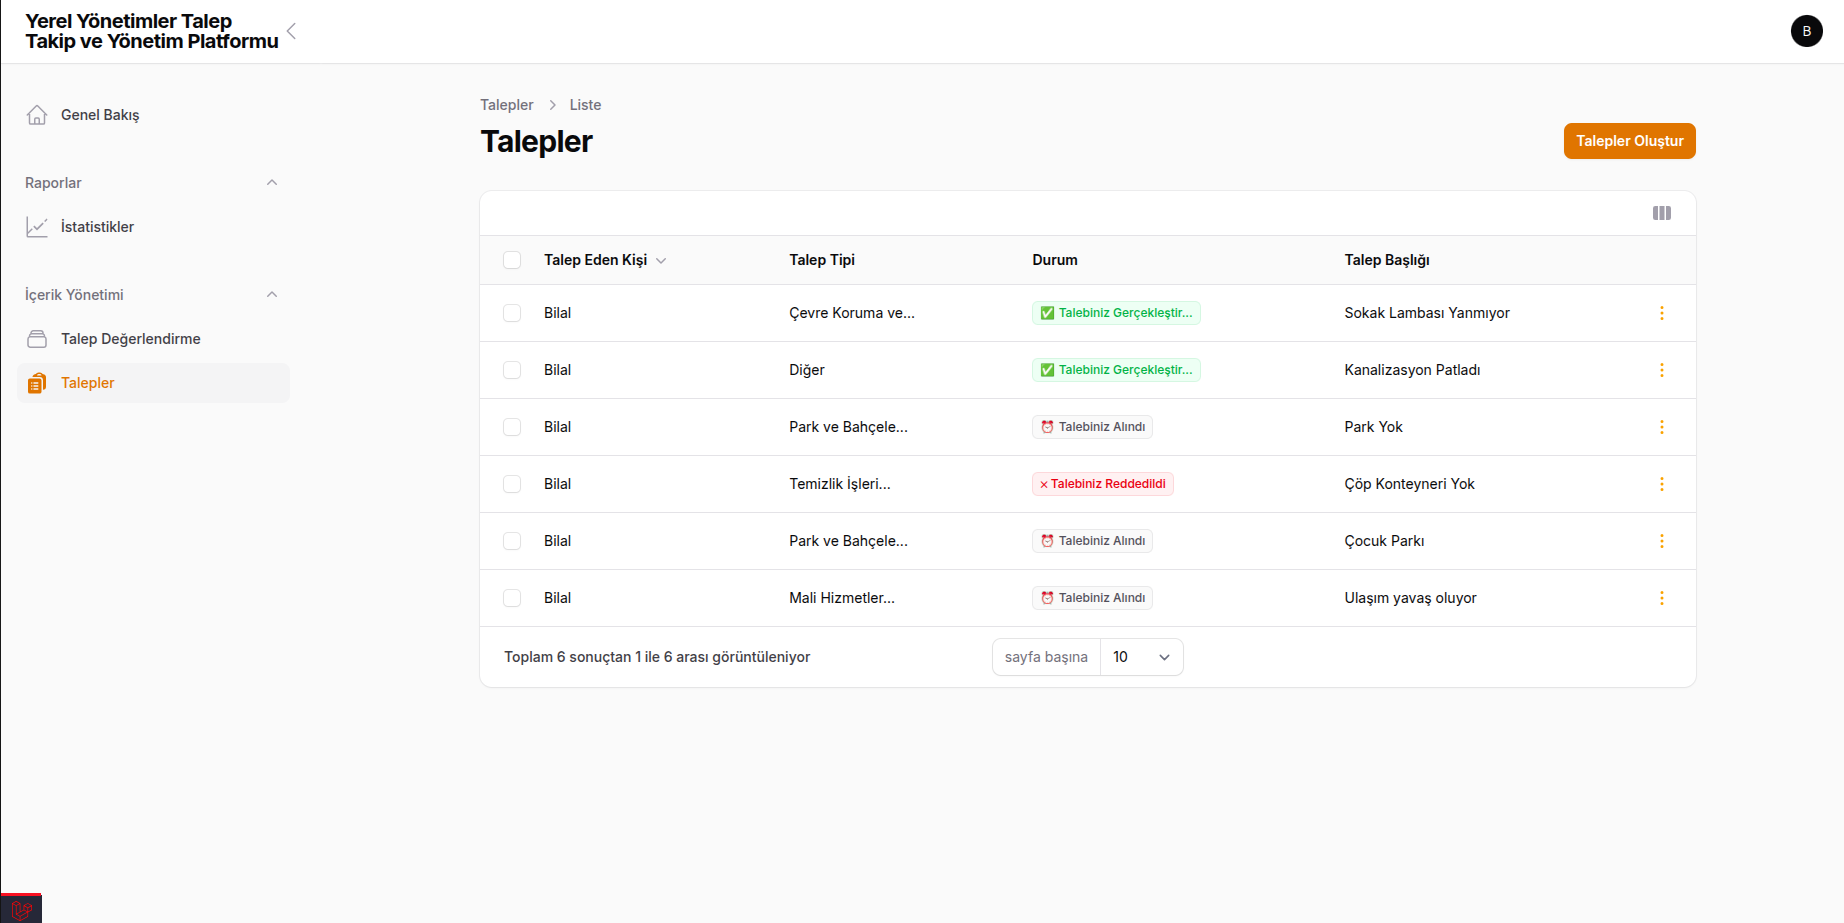 Yerel Yönetimler Talep
Takip ve Yönetim Platformu
B
Genel Bakış
Raporlar
İstatistikler
İçerik Yönetimi
Talep Değerlendirme
Talepler
Talepler > Liste
Talepler
Talepler Oluştur
Talep Eden Kişi Talep Tipi Durum Talep Başlığı
Bilal Çevre Koruma ve... ✅ Talebiniz Gerçekleştir... Sokak Lambası Yanmıyor
Bilal Diğer ✅ Talebiniz Gerçekleştir... Kanalizasyon Patladı
Bilal Park ve Bahçele... ⏰ Talebiniz Alındı Park Yok
Bilal Temizlik İşleri... × Talebiniz Reddedildi Çöp Konteyneri Yok
Bilal Park ve Bahçele... ⏰ Talebiniz Alındı Çocuk Parkı
Bilal Mali Hizmetler... ⏰ Talebiniz Alındı Ulaşım yavaş oluyor
Toplam 6 sonuçtan 1 ile 6 arası görüntüleniyor sayfa başına 10